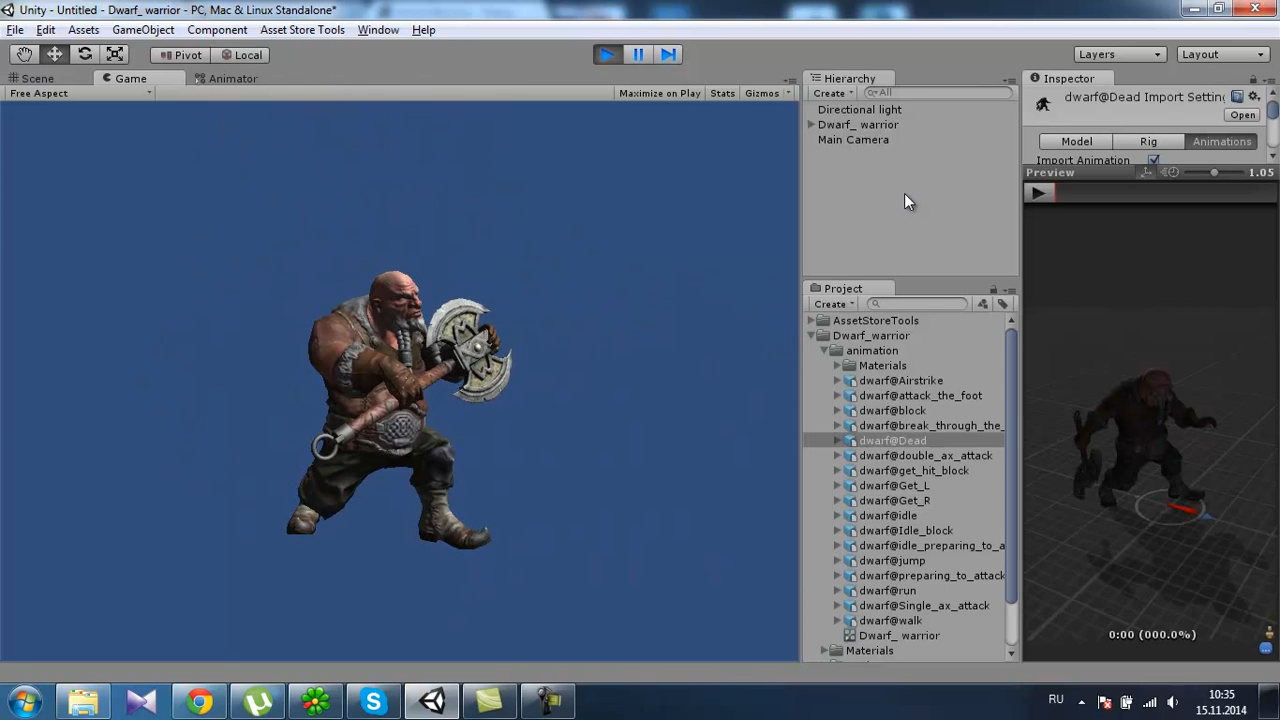 Unity - Untitled - Dwarf_ warrior - PC, Mac & Linux Standalone*
File Edit Assets GameObject Component Asset Store Tools Window Help
Pivot Local Layers Layout
Scene Game Animator
Free Aspect Maximize on Play Stats Gizmos
Hierarchy
Create All
Directional light
Dwarf_ warrior
Main Camera
Project
Create
AssetStoreTools
Dwarf_warrior
animation
Materials
dwarf@Airstrike
dwarf@attack_the_foot
dwarf@block
dwarf@break_through_the_
dwarf@Dead
dwarf@double_ax_attack
dwarf@get_hit_block
dwarf@Get_L
dwarf@Get_R
dwarf@idle
dwarf@Idle_block
dwarf@idle_preparing_to_a
dwarf@jump
dwarf@preparing_to_attack
dwarf@run
dwarf@Single_ax_attack
dwarf@walk
Dwarf_ warrior
Materials
Inspector
dwarf@Dead Import Setting
Open
Model Rig Animations
Import Animation
Preview 1.05
0:00 (000.0%)
RU
10:35
15.11.2014